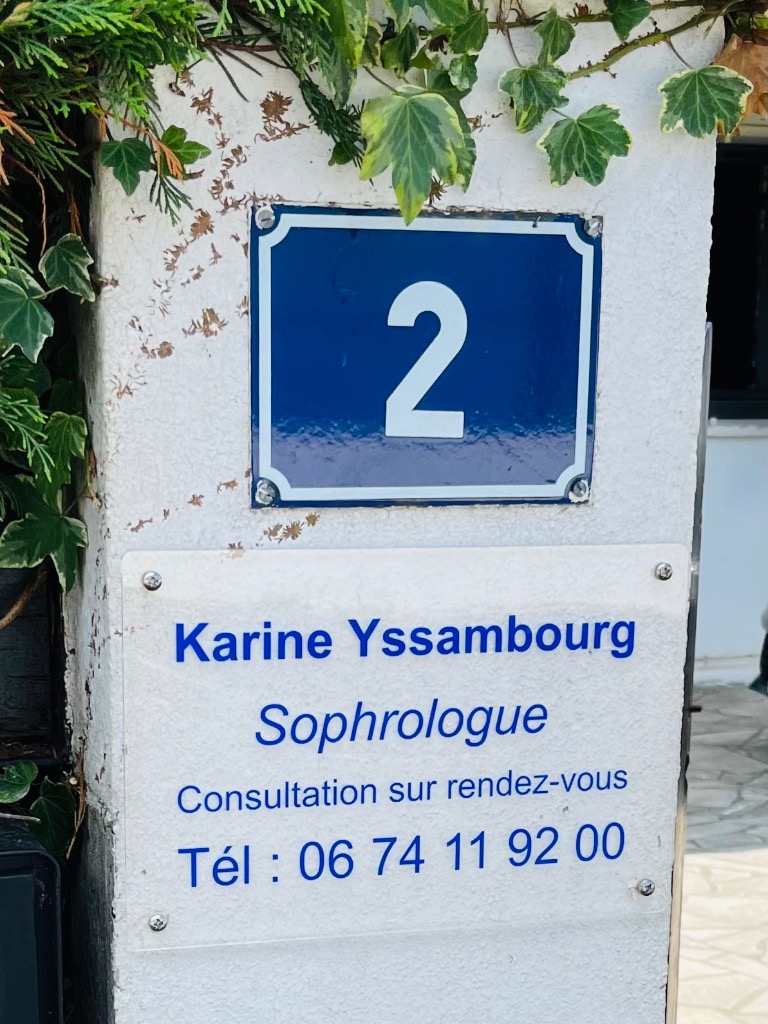 2
Karine Yssambourg
Sophrologue
Consultation sur rendez-vous
Tél : 06 74 11 92 00